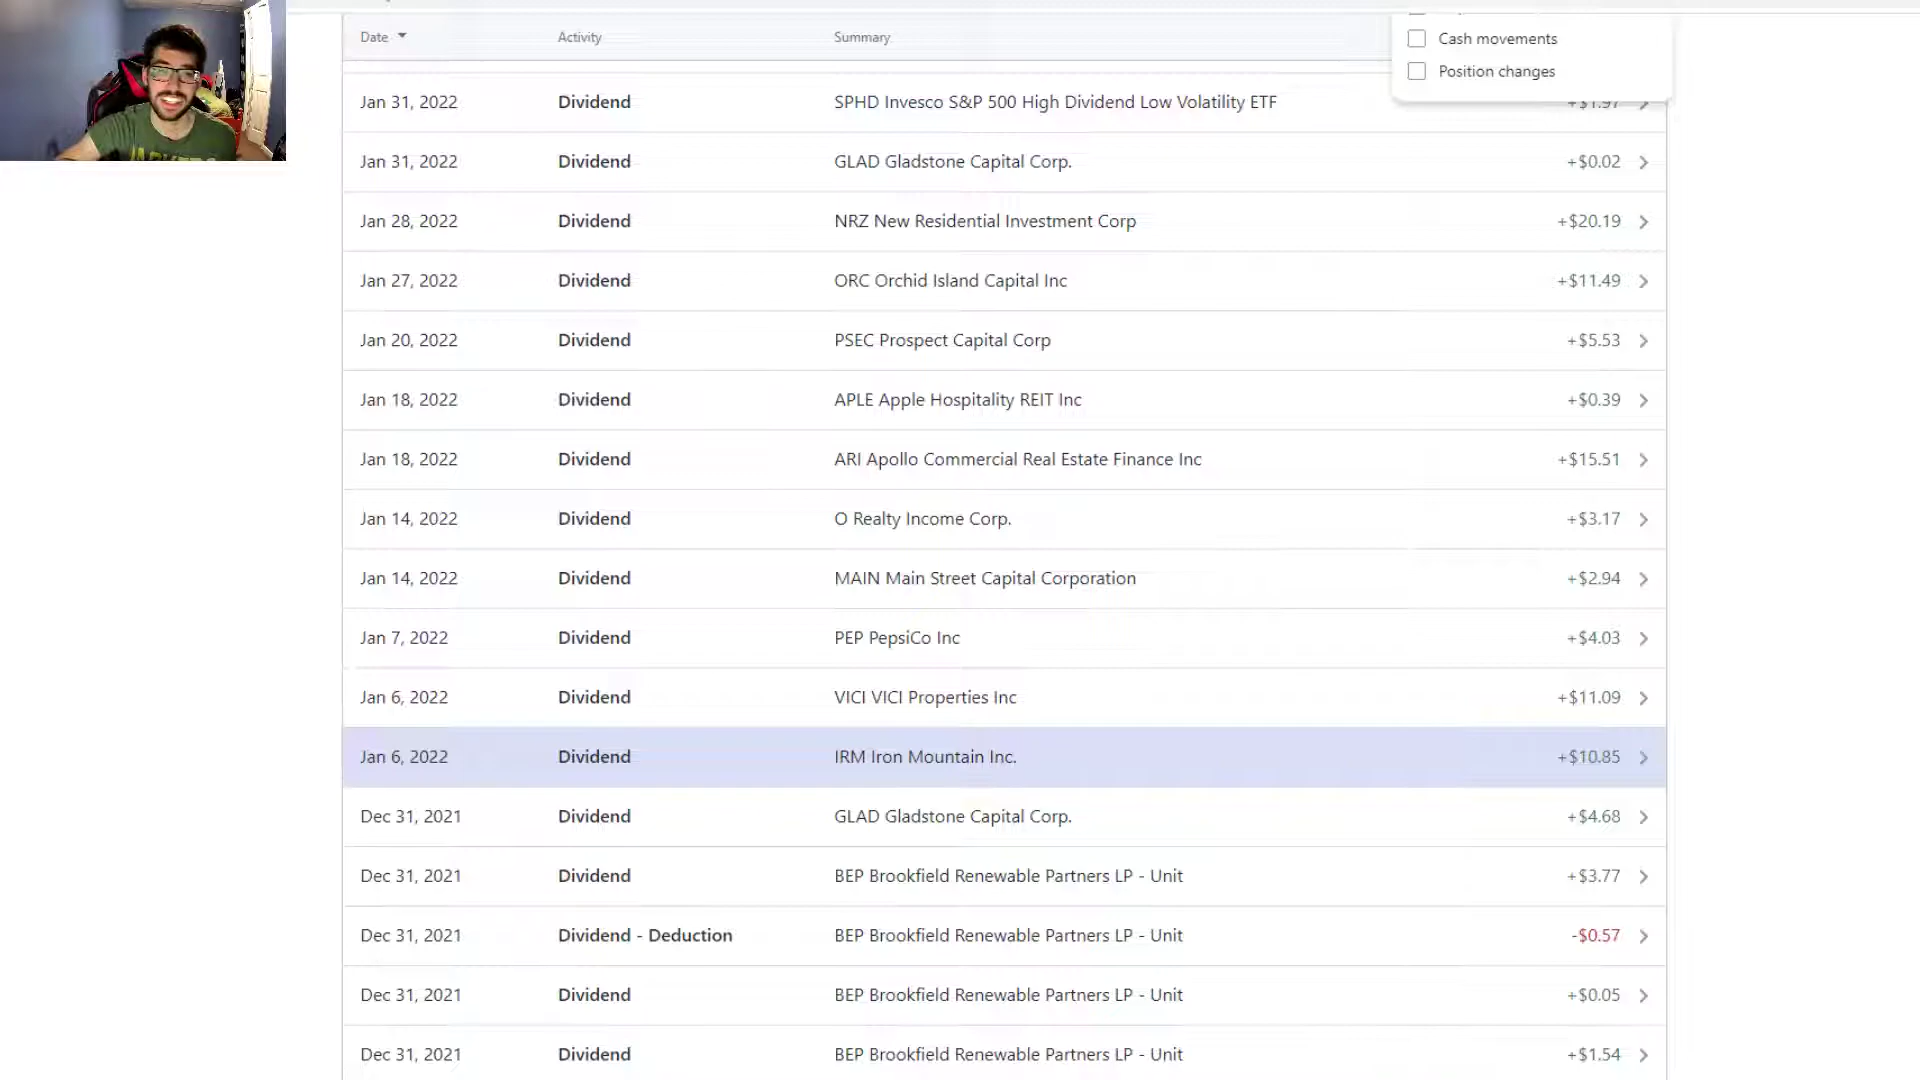 Date Activity Summary
Cash movements
Position changes
Jan 31, 2022 Dividend SPHD Invesco S&P 500 High Dividend Low Volatility ETF +$1.97
Jan 31, 2022 Dividend GLAD Gladstone Capital Corp. +$0.02
Jan 28, 2022 Dividend NRZ New Residential Investment Corp +$20.19
Jan 27, 2022 Dividend ORC Orchid Island Capital Inc +$11.49
Jan 20, 2022 Dividend PSEC Prospect Capital Corp +$5.53
Jan 18, 2022 Dividend APLE Apple Hospitality REIT Inc +$0.39
Jan 18, 2022 Dividend ARI Apollo Commercial Real Estate Finance Inc +$15.51
Jan 14, 2022 Dividend O Realty Income Corp. +$3.17
Jan 14, 2022 Dividend MAIN Main Street Capital Corporation +$2.94
Jan 7, 2022 Dividend PEP PepsiCo Inc +$4.03
Jan 6, 2022 Dividend VICI VICI Properties Inc +$11.09
Jan 6, 2022 Dividend IRM Iron Mountain Inc. +$10.85
Dec 31, 2021 Dividend GLAD Gladstone Capital Corp. +$4.68
Dec 31, 2021 Dividend BEP Brookfield Renewable Partners LP - Unit +$3.77
Dec 31, 2021 Dividend - Deduction BEP Brookfield Renewable Partners LP - Unit -$0.57
Dec 31, 2021 Dividend BEP Brookfield Renewable Partners LP - Unit +$0.05
Dec 31, 2021 Dividend BEP Brookfield Renewable Partners LP - Unit +$1.54